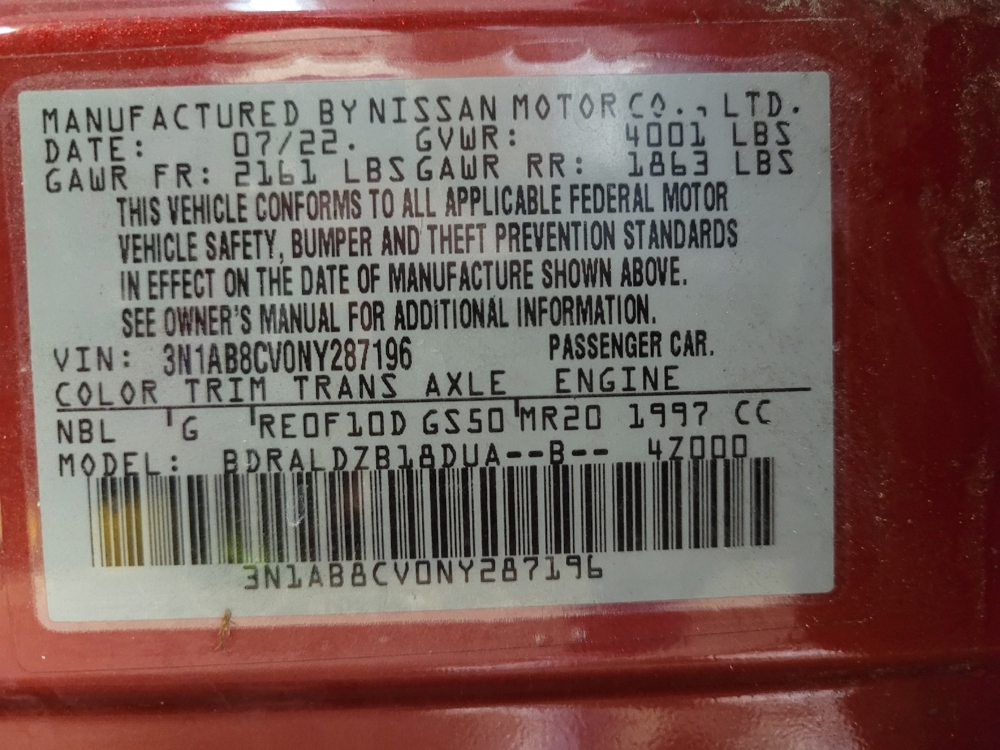 MANUFACTURED BY NISSAN MOTOR CO., LTD.
DATE: 07/22. GVWR: 4001 LBS
GAWR FR: 2161 LBS GAWR RR: 1863 LBS
THIS VEHICLE CONFORMS TO ALL APPLICABLE FEDERAL MOTOR
VEHICLE SAFETY, BUMPER AND THEFT PREVENTION STANDARDS
IN EFFECT ON THE DATE OF MANUFACTURE SHOWN ABOVE.
SEE OWNER'S MANUAL FOR ADDITIONAL INFORMATION.
VIN: 3N1AB8CV0NY287196 PASSENGER CAR.
COLOR TRIM TRANS AXLE ENGINE
NBL G RE0F10D GS50 MR20 1997 CC
MODEL: BDRALDZB18DUA--B-- 4Z000
3N1AB8CV0NY287196